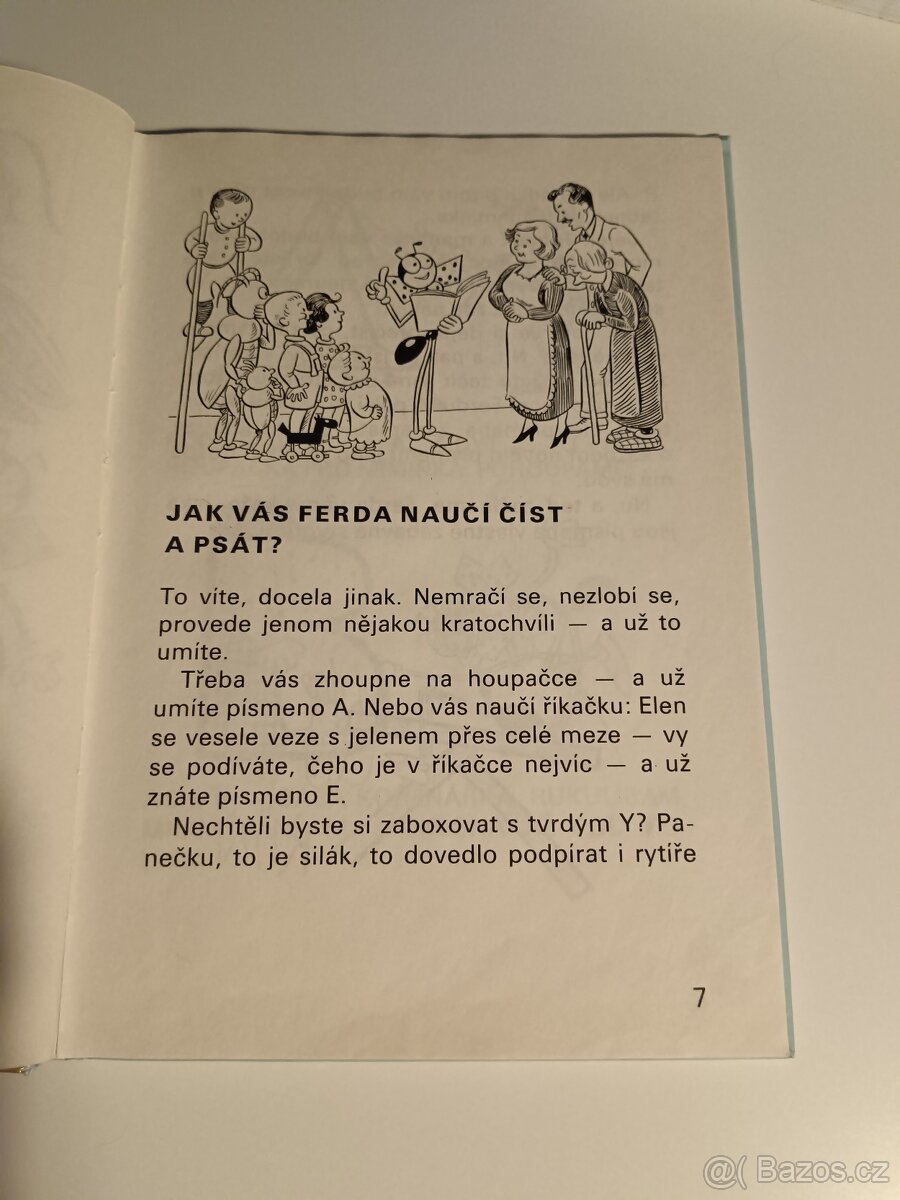 JAK VÁS FERDA NAUČÍ ČÍST
A PSÁT?
To víte, docela jinak. Nemračí se, nezlobí se,
provede jenom nějakou kratochvíli — a už to
umíte.
Třeba vás zhoupne na houpačce — a už
umíte písmeno A. Nebo vás naučí říkačku: Elen
se vesele veze s jelenem přes celé meze — vy
se podíváte, čeho je v říkačce nejvíc — a už
znáte písmeno E.
Nechtěli byste si zaboxovat s tvrdým Y? Pa-
nečku, to je silák, to dovedlo podpírat i rytíře
7
@( Bazos.cz